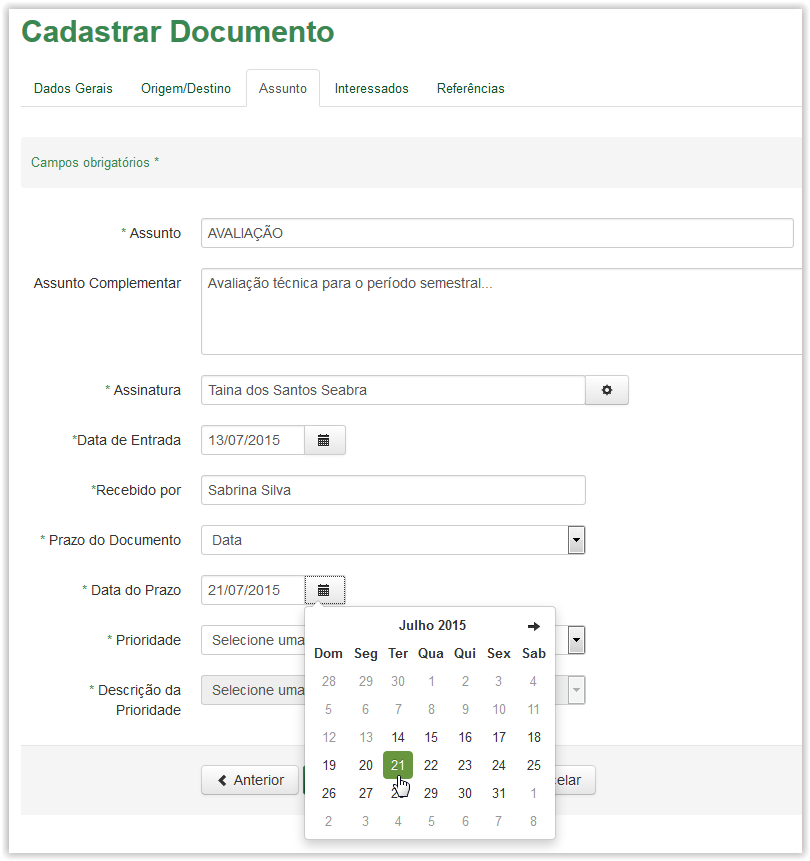 Cadastrar Documento
Dados Gerais Origem/Destino Assunto Interessados Referências
Campos obrigatórios *
* Assunto AVALIAÇÃO
Assunto Complementar Avaliação técnica para o período semestral...
* Assinatura Taina dos Santos Seabra
*Data de Entrada 13/07/2015
*Recebido por Sabrina Silva
* Prazo do Documento Data
* Data do Prazo 21/07/2015
* Prioridade Selecione uma
* Descrição da Prioridade Selecione uma
Julho 2015
Dom Seg Ter Qua Qui Sex Sab
28 29 30 1 2 3 4
5 6 7 8 9 10 11
12 13 14 15 16 17 18
19 20 21 22 23 24 25
26 27 29 30 31 1
2 3 4 5 6 7 8
Anterior